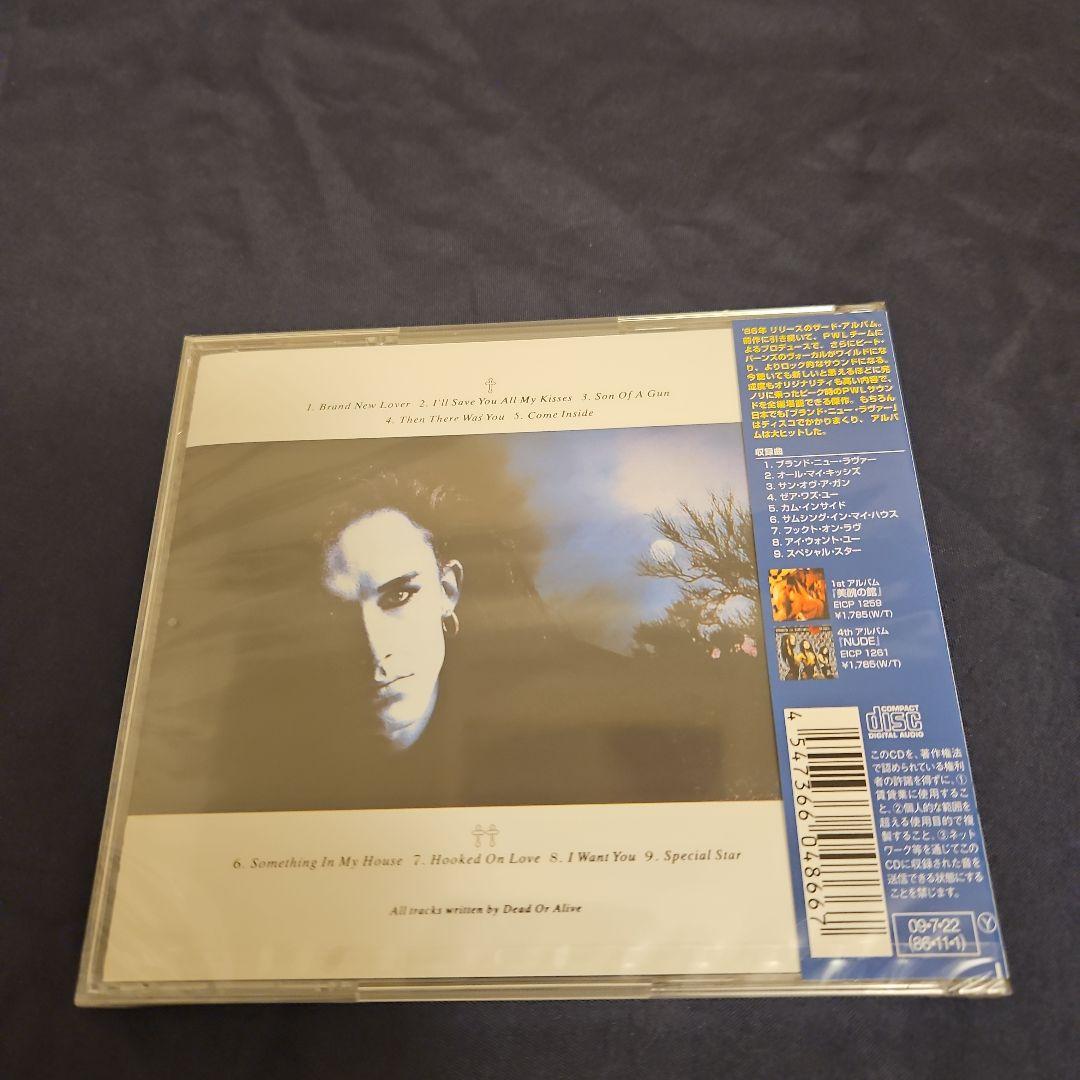 1. Brand New Lover 2. I'll Save You All My Kisses 3. Son Of A Gun
4. Then There Was You 5. Come Inside
6. Something In My House 7. Hooked On Love 8. I Want You 9. Special Star
All tracks written by Dead Or Alive
'86年リリースのサード・アルバム。
前作に引き続いて、PWLチームに
よるプロデュースで、さらにピート・
バーンズのヴォーカルがワイルドにな
り、よりロック的なサウンドになる。
今聴いても新しいと思えるほどに完
成度もオリジナリティも高い内容で、
ノリに乗ったピーク時のPWLサウン
ドを全編堪能できる傑作。もちろん
日本でも「ブランド・ニュー・ラヴァー」
はディスコでかかりまくり、アルバ
ムは大ヒットした。
収録曲
1. ブランド・ニュー・ラヴァー
2. オール・マイ・キッシズ
3. サン・オヴ・ア・ガン
4. ゼア・ワズ・ユー
5. カム・インサイド
6. サムシング・イン・マイ・ハウス
7. フックト・オン・ラヴ
8. アイ・ウォント・ユー
9. スペシャル・スター
1st アルバム
『美醜の館』
EICP 1259
¥1,785(W/T)
4th アルバム
『NUDE』
EICP 1261
¥1,785(W/T)
COMPACT
disc
DIGITAL AUDIO
4 547366 048667
このCDを、著作権法
で認められている権利
者の許諾を得ずに、①
賃貸業に使用するこ
と、②個人的な範囲を
超える使用目的で複
製すること、③ネット
ワーク等を通じてこの
CDに収録された音を
送信できる状態にする
ことを禁じます。
09・7・22
(86・11・1)
Y